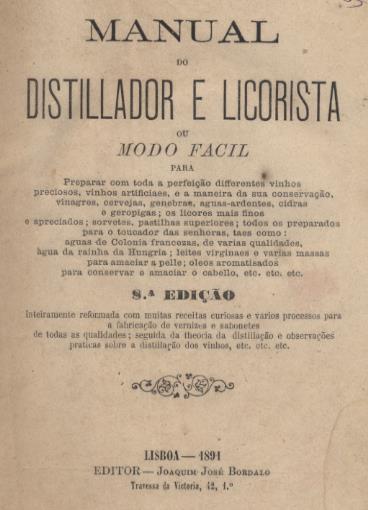 MANUAL
DO
DISTILLADOR E LICORISTA
OU
MODO FACIL
PARA
Preparar com toda a perfeição differentes vinhos
preciosos, vinhos artificiaes, e a maneira da sua conservação,
vinagres, cervejas, genebras, aguas-ardentes, cidras
e geropigas; os licores mais finos
e apreciados; sorvetes, pastilhas superiores; todos os preparados
para o toucador das senhoras, taes como:
aguas de Colonia francezas, de varias qualidades,
agua da rainha da Hungria; leites virginaes e varias massas
para amaciar a pelle; oleos aromatisados
para conservar e amaciar o cabello, etc. etc. etc.
8.ª EDIÇÃO
Inteiramente reformada com muitas receitas curiosas e varios processos para
a fabricação de vernizes e sabonetes
de todas as qualidades; seguida da theoria da distillação e observações
praticas sobre a distillação dos vinhos, etc. etc. etc.
LISBOA — 1891
EDITOR — JOAQUIM JOSÉ BORDALO
Travessa da Victoria, 42, 1.º